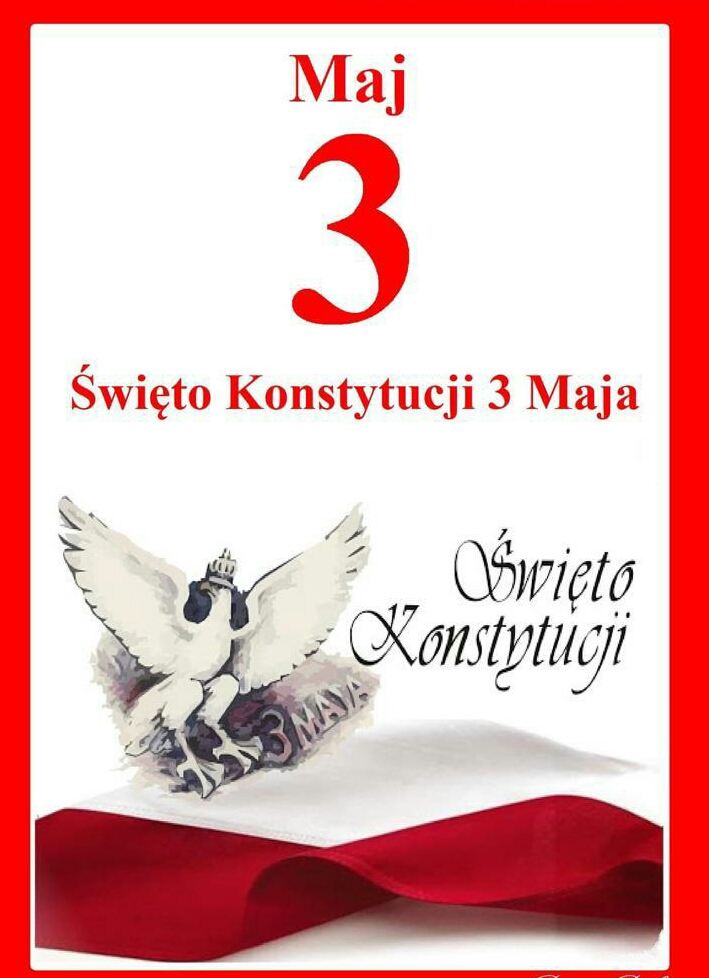 Maj
3
Święto Konstytucji 3 Maja
Święto
Konstytucji
3 MAJA